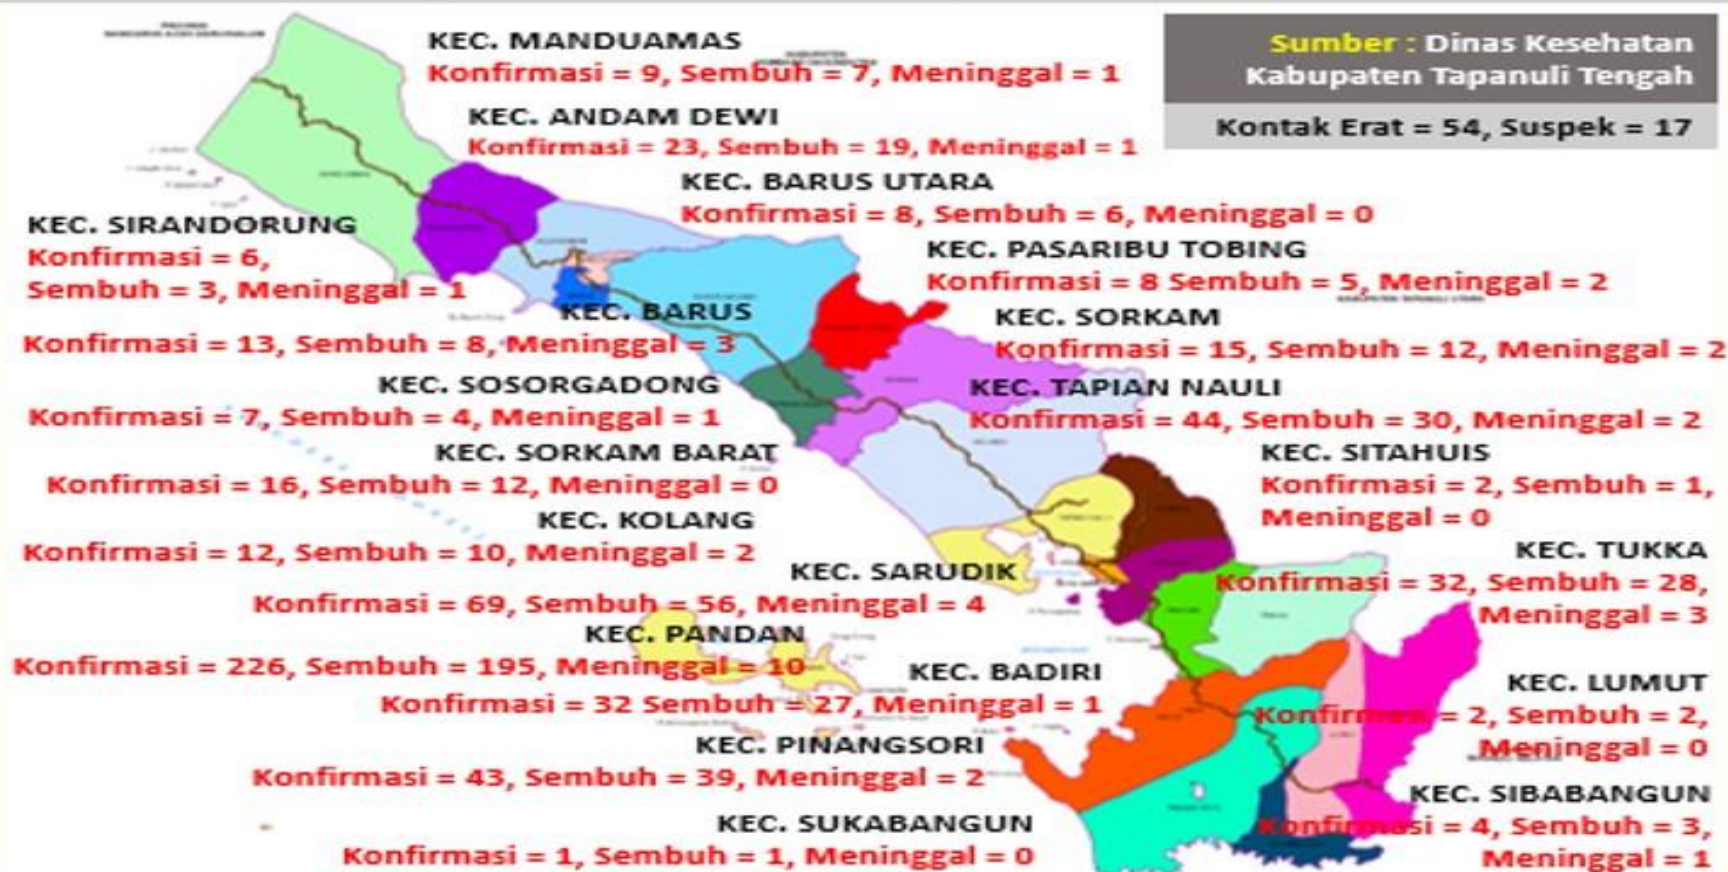 KEC. MANDUAMAS
Konfirmasi = 9, Sembuh = 7, Meninggal = 1
Sumber : Dinas Kesehatan
Kabupaten Tapanuli Tengah
Kontak Erat = 54, Suspek = 17
KEC. ANDAM DEWI
Konfirmasi = 23, Sembuh = 19, Meninggal = 1
KEC. BARUS UTARA
Konfirmasi = 8, Sembuh = 6, Meninggal = 0
KEC. SIRANDORUNG
Konfirmasi = 6,
Sembuh = 3, Meninggal = 1
KEC. PASARIBU TOBING
Konfirmasi = 8 Sembuh = 5, Meninggal = 2
KEC. BARUS
Konfirmasi = 13, Sembuh = 8, Meninggal = 3
KEC. SORKAM
Konfirmasi = 15, Sembuh = 12, Meninggal = 2
KEC. SOSORGADONG
Konfirmasi = 7, Sembuh = 4, Meninggal = 1
KEC. TAPIAN NAULI
Konfirmasi = 44, Sembuh = 30, Meninggal = 2
KEC. SORKAM BARAT
Konfirmasi = 16, Sembuh = 12, Meninggal = 0
KEC. SITAHUIS
Konfirmasi = 2, Sembuh = 1,
Meninggal = 0
KEC. KOLANG
Konfirmasi = 12, Sembuh = 10, Meninggal = 2
KEC. TUKKA
Konfirmasi = 32, Sembuh = 28,
Meninggal = 3
KEC. SARUDIK
Konfirmasi = 69, Sembuh = 56, Meninggal = 4
KEC. PANDAN
Konfirmasi = 226, Sembuh = 195, Meninggal = 10
KEC. BADIRI
Konfirmasi = 32 Sembuh = 27, Meninggal = 1
KEC. LUMUT
Konfirmasi = 2, Sembuh = 2,
Meninggal = 0
KEC. PINANGSORI
Konfirmasi = 43, Sembuh = 39, Meninggal = 2
KEC. SIBABANGUN
Konfirmasi = 4, Sembuh = 3,
Meninggal = 1
KEC. SUKABANGUN
Konfirmasi = 1, Sembuh = 1, Meninggal = 0